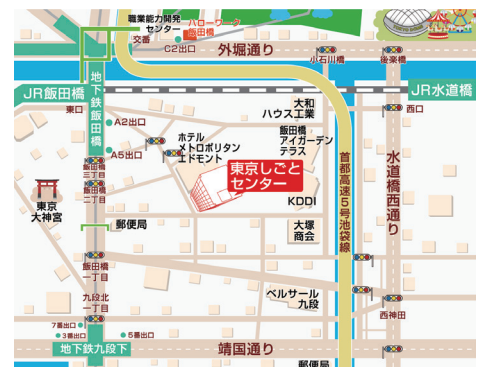 職業能力開発
センター
ハローワーク
飯田橋
交番
C2出口
外堀通り
小石川橋
後楽橋
JR飯田橋
JR水道橋
地下鉄飯田橋
東口
西口
A2出口
A5出口
ホテル
メトロポリタン
エドモント
大和
ハウス工業
飯田橋
アイガーデン
テラス
東京しごと
センター
首都高速5号池袋線
水道橋西通り
飯田橋
三丁目
飯田橋
二丁目
東京
大神宮
郵便局
KDDI
大塚
商会
飯田橋
一丁目
ベルサール
九段
西神田
九段北
一丁目
7番出口
3番出口
5番出口
地下鉄九段下
靖国通り
郵便局